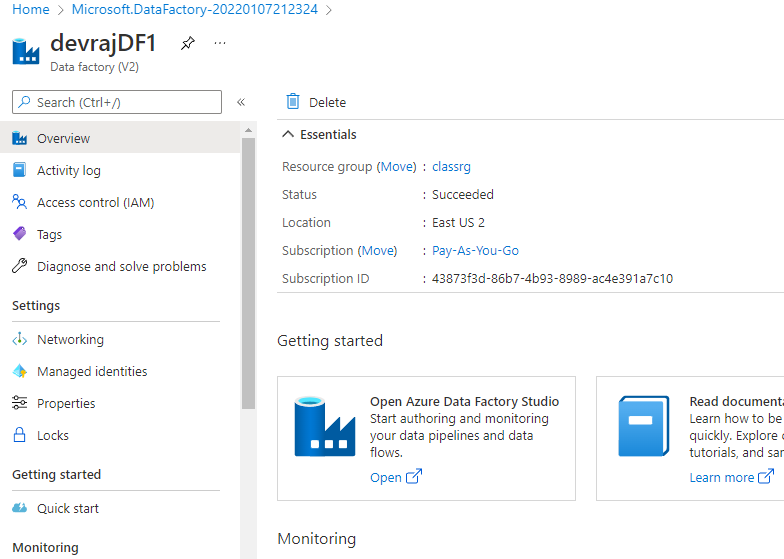 Home > Microsoft.DataFactory-20220107212324 >
devrajDF1 ...
Data factory (V2)
Search (Ctrl+/) «
Overview
Activity log
Access control (IAM)
Tags
Diagnose and solve problems
Settings
Networking
Managed identities
Properties
Locks
Getting started
Quick start
Monitoring
Delete
Essentials
Resource group (Move) : classrg
Status : Succeeded
Location : East US 2
Subscription (Move) : Pay-As-You-Go
Subscription ID : 43873f3d-86b7-4b93-8989-ac4e391a7c10
Getting started
Open Azure Data Factory Studio
Start authoring and monitoring
your data pipelines and data
flows.
Open
Read documenta
Learn how to be
quickly. Explore
tutorials, and sar
Learn more
Monitoring